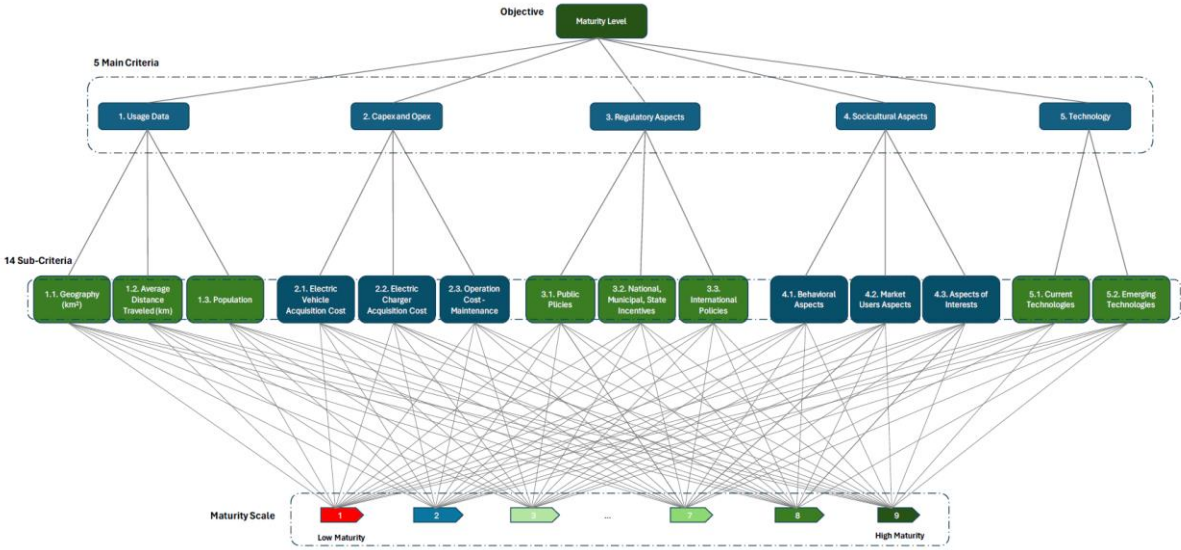 Objective
Maturity Level
5 Main Criteria
1. Usage Data
2. Capex and Opex
3. Regulatory Aspects
4. Socicultural Aspects
5. Technology
14 Sub-Criteria
1.1. Geography
(km²)
1.2. Average
Distance
Traveled (km)
1.3. Population
2.1. Electric
Vehicle
Acquisition Cost
2.2. Electric
Charger
Acquisition Cost
2.3. Operation
Cost -
Maintenance
3.1. Public
Plicies
3.2. National,
Municipal, State
Incentives
3.3.
International
Policies
4.1. Behavioral
Aspects
4.2. Market
Users Aspects
4.3. Aspects of
Interests
5.1. Current
Technologies
5.2. Emerging
Technologies
Maturity Scale
1
2
3
...
7
8
9
Low Maturity
High Maturity